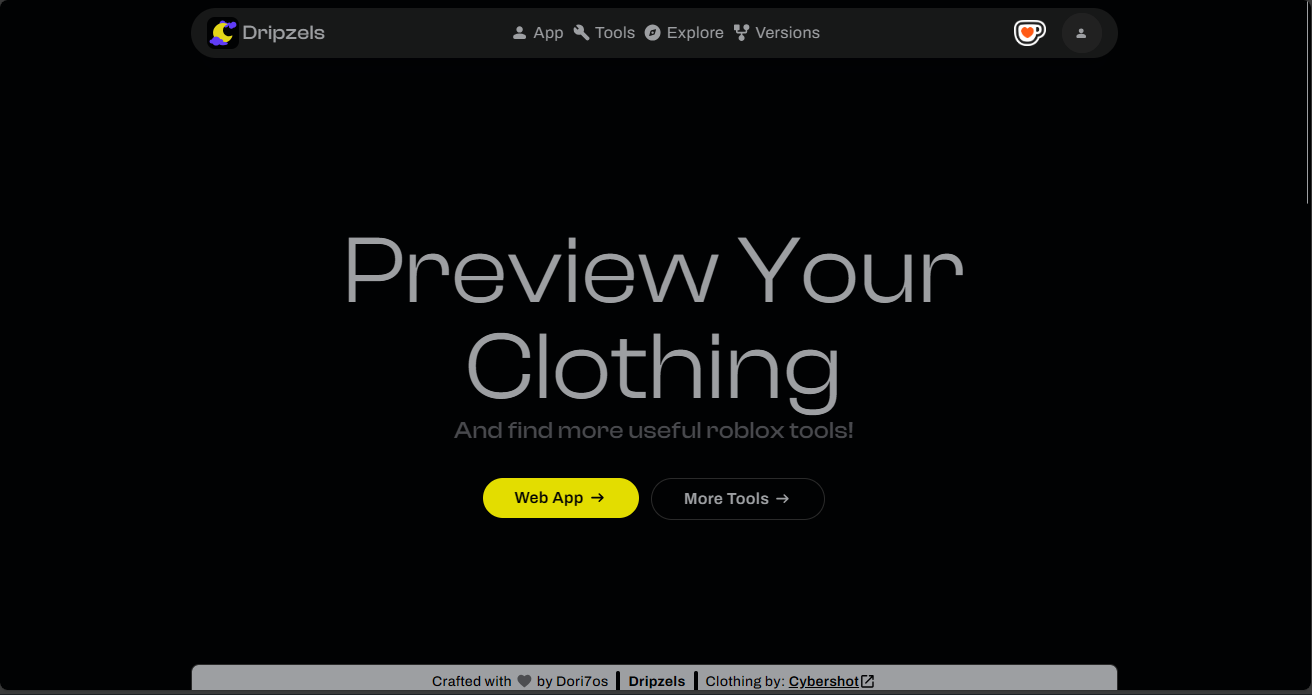 Dripzels App Tools Explore Versions
Preview Your
Clothing
And find more useful roblox tools!
Web App → More Tools →
Crafted with ♥ by Dori7os | Dripzels | Clothing by: Cybershot